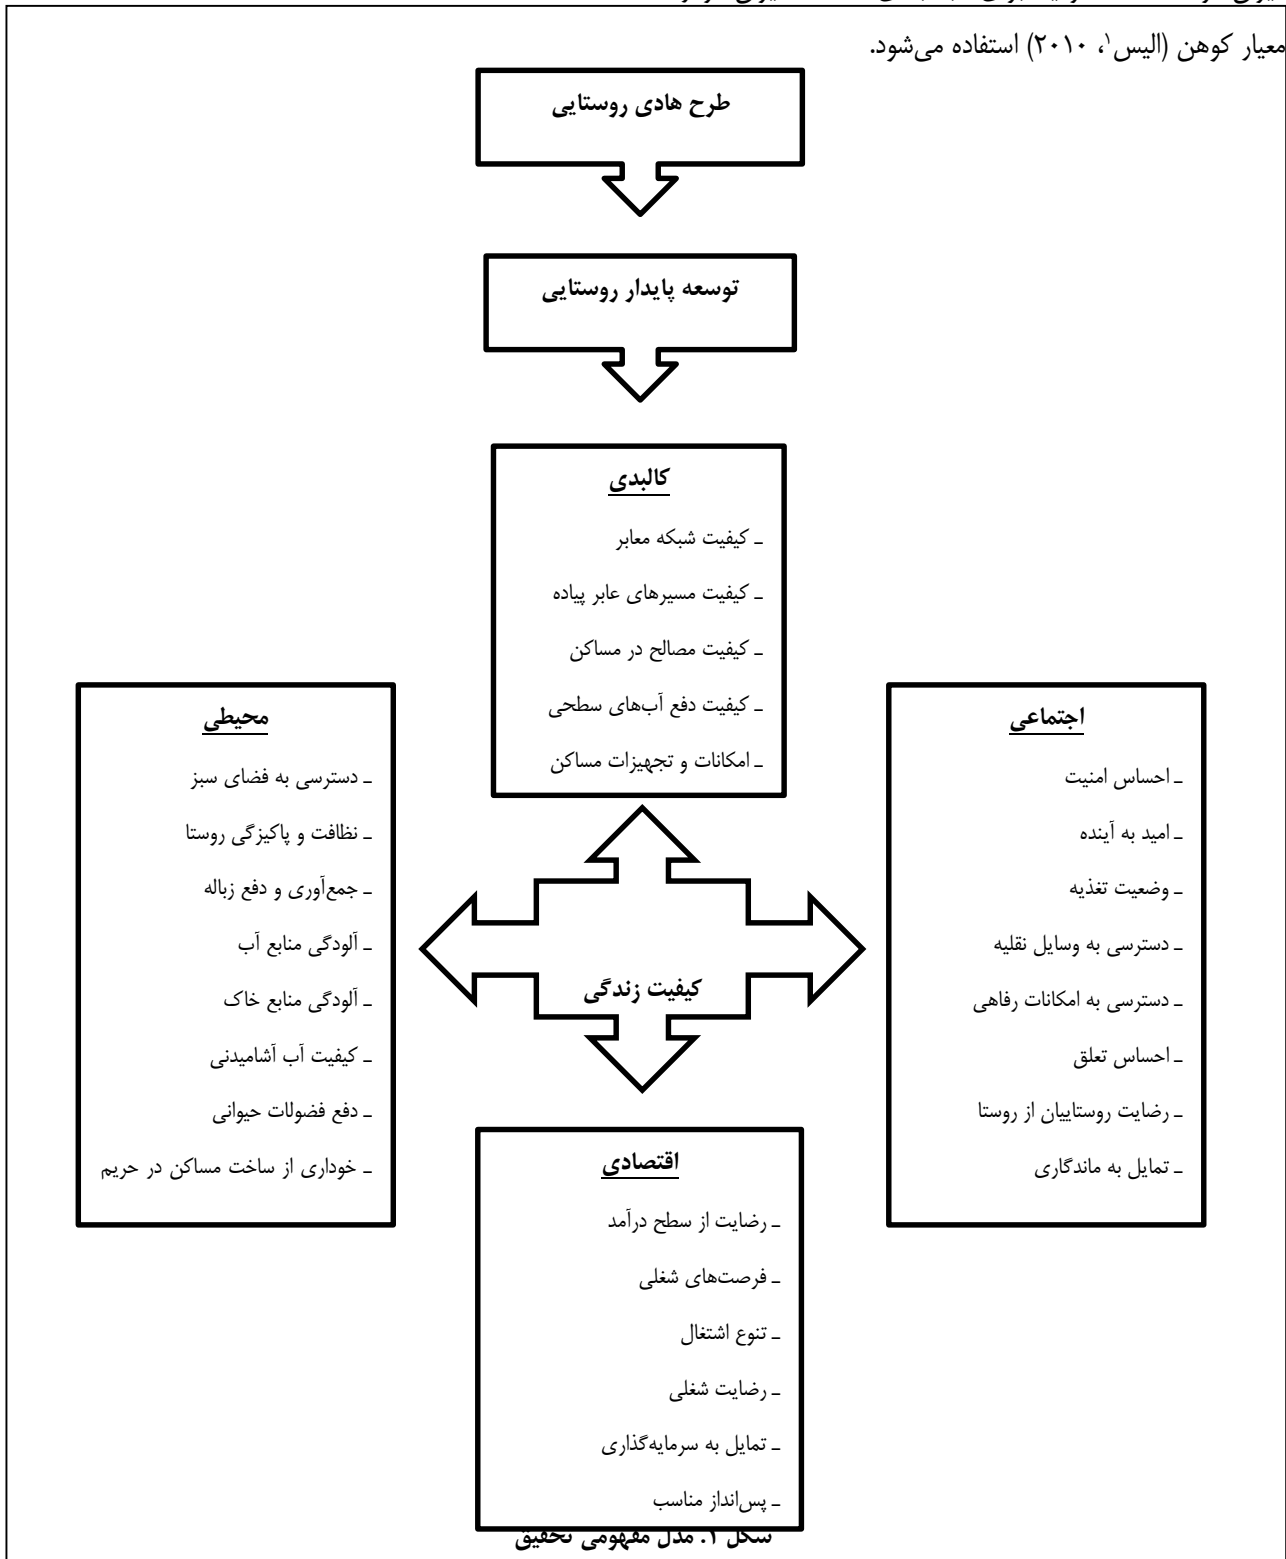 معیار کوهن (الیس۱، ۲۰۱۰) استفاده می‌شود.
طرح هادی روستایی
توسعه پایدار روستایی
کالبدی
ـ کیفیت شبکه معابر
ـ کیفیت مسیرهای عابر پیاده
ـ کیفیت مصالح در مساکن
ـ کیفیت دفع آب‌های سطحی
ـ امکانات و تجهیزات مساکن
اجتماعی
ـ احساس امنیت
ـ امید به آینده
ـ وضعیت تغذیه
ـ دسترسی به وسایل نقلیه
ـ دسترسی به امکانات رفاهی
ـ احساس تعلق
ـ رضایت روستاییان از روستا
ـ تمایل به ماندگاری
کیفیت زندگی
محیطی
ـ دسترسی به فضای سبز
ـ نظافت و پاکیزگی روستا
ـ جمع‌آوری و دفع زباله
ـ آلودگی منابع آب
ـ آلودگی منابع خاک
ـ کیفیت آب آشامیدنی
ـ دفع فضولات حیوانی
ـ خوداری از ساخت مساکن در حریم
اقتصادی
ـ رضایت از سطح درآمد
ـ فرصت‌های شغلی
ـ تنوع اشتغال
ـ رضایت شغلی
ـ تمایل به سرمایه‌گذاری
ـ پس‌انداز مناسب
شکل ۱. مدل مفهومی تحقیق